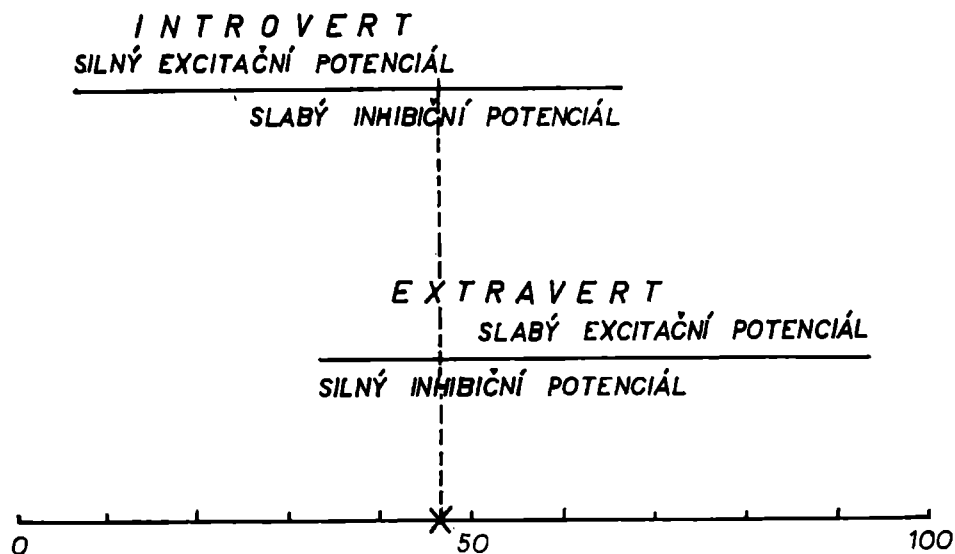 INTROVERT
SILNÝ EXCITAČNÍ POTENCIÁL
SLABÝ INHIBIČNÍ POTENCIÁL
EXTRAVERT
SLABÝ EXCITAČNÍ POTENCIÁL
SILNÝ INHIBIČNÍ POTENCIÁL
0 50 100